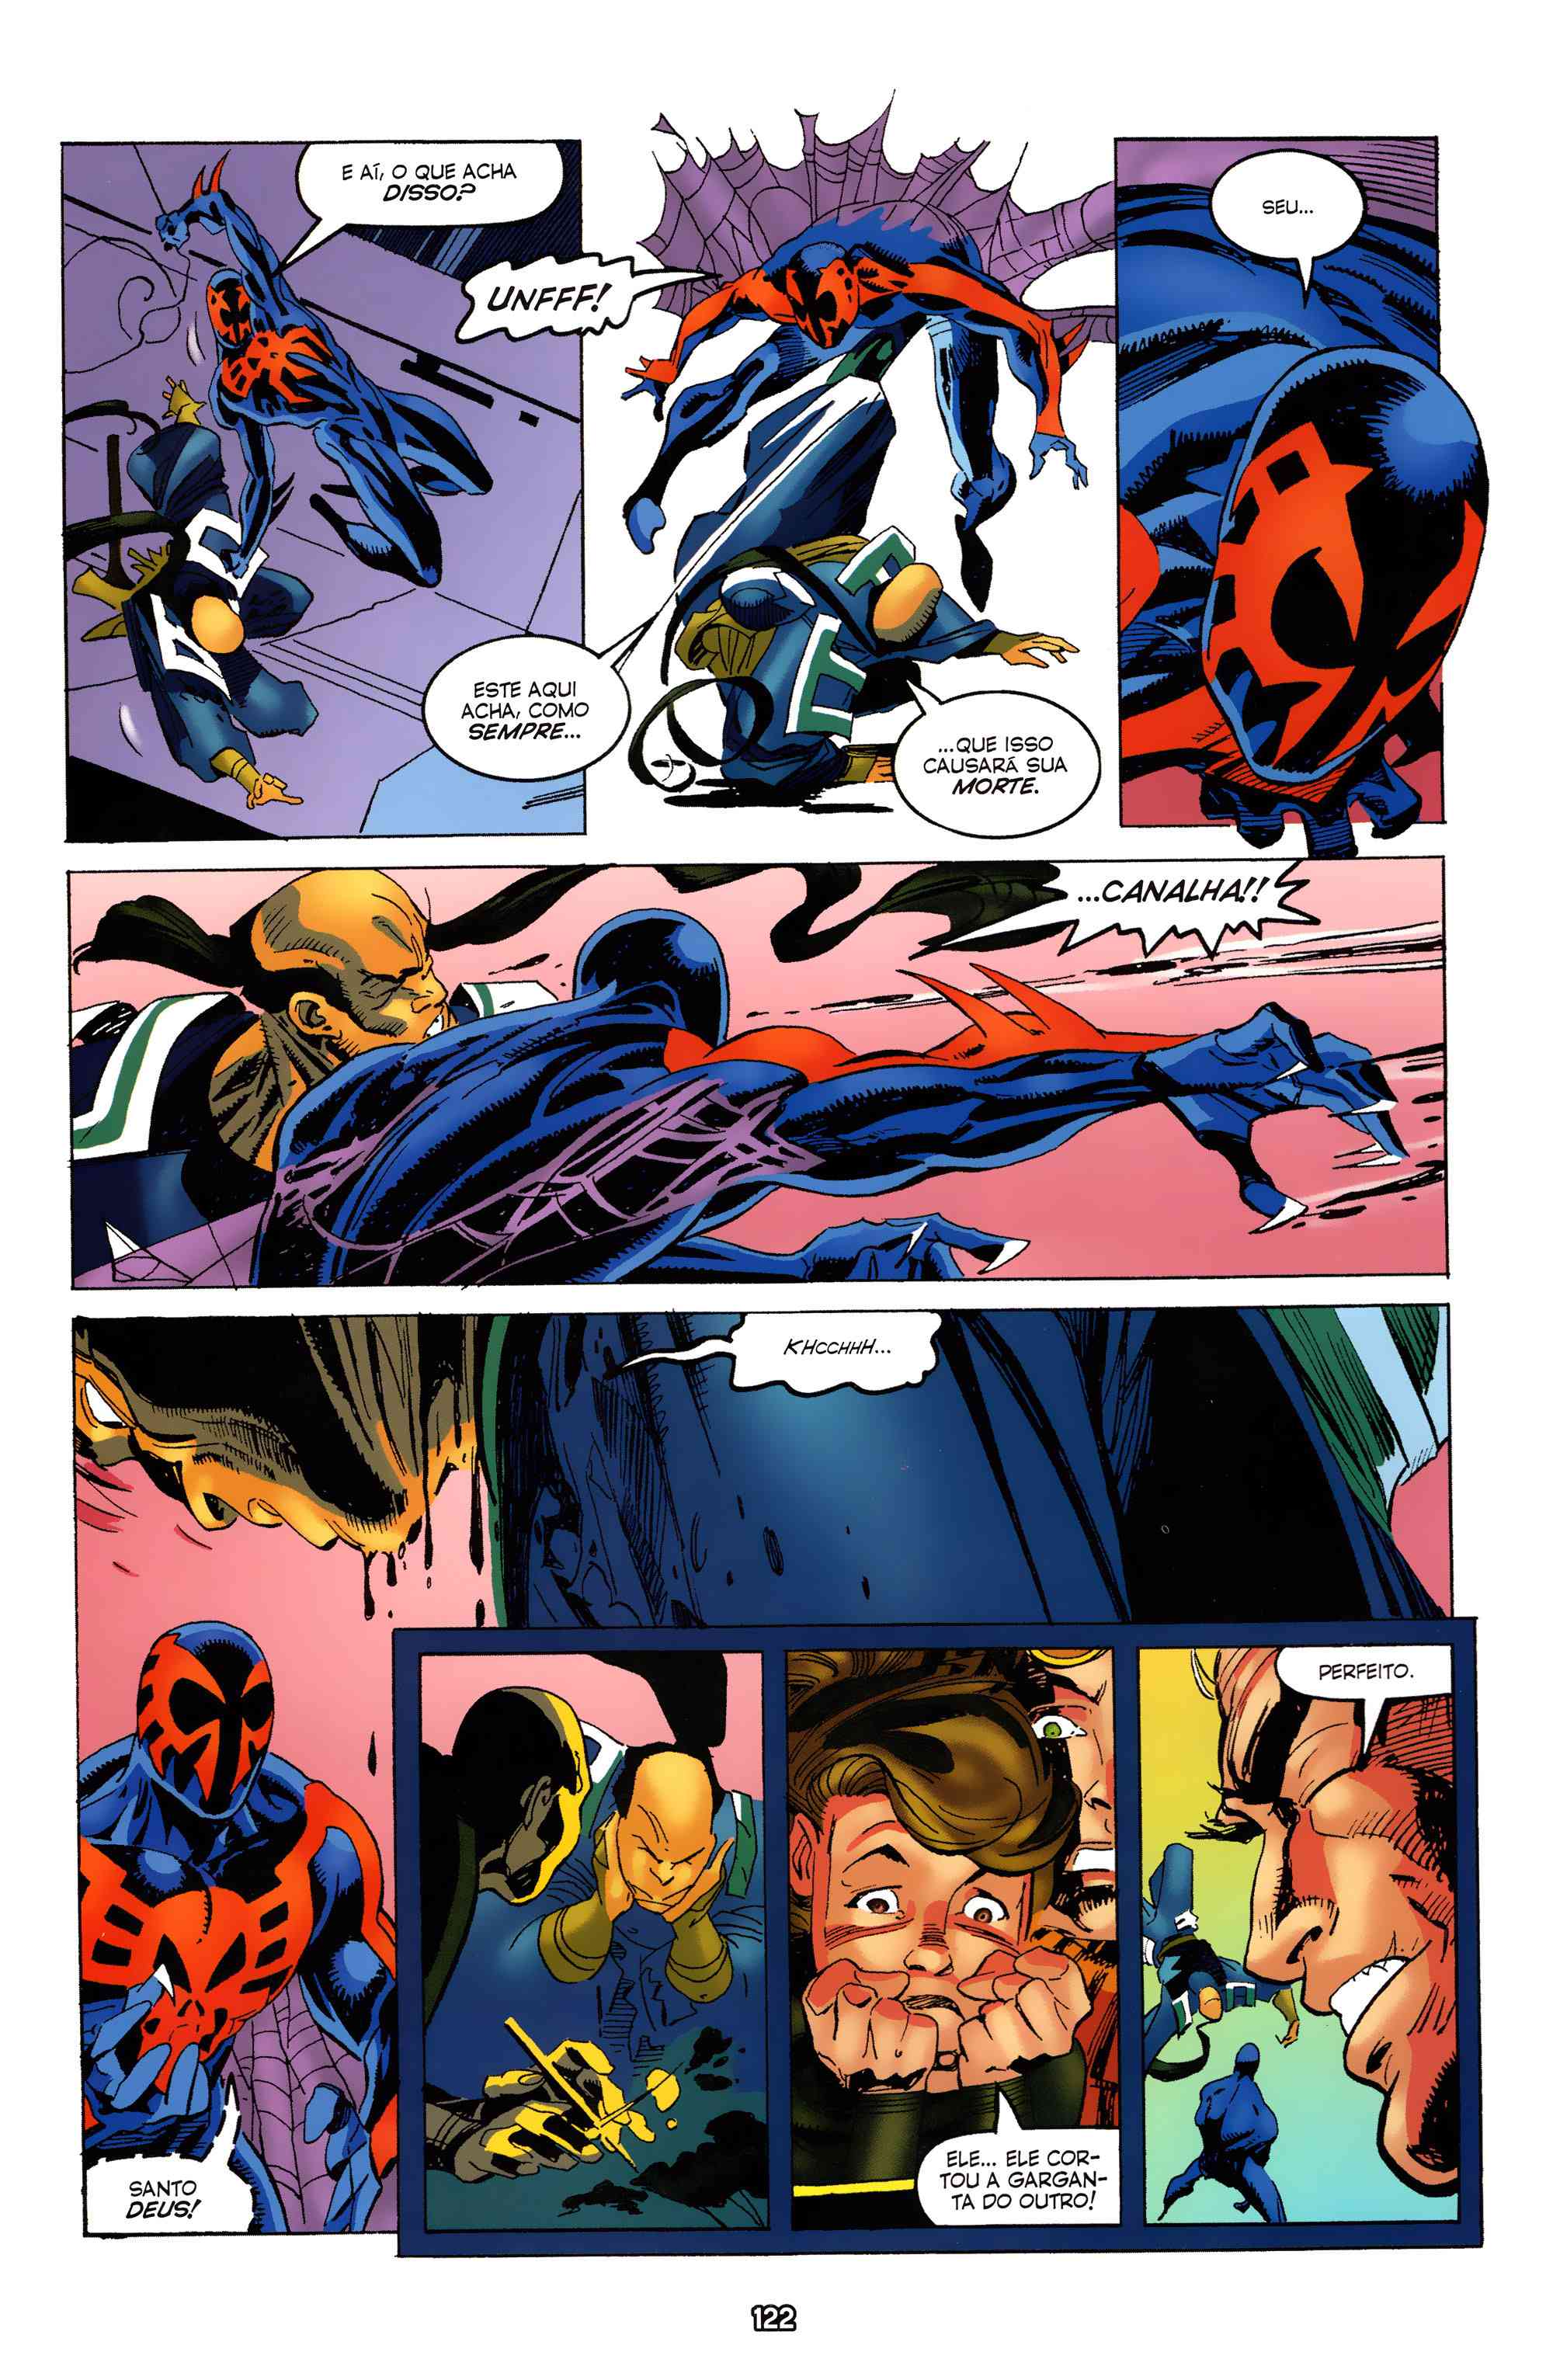 E AÍ, O QUE ACHA
DISSO?
UNFFF!
ESTE AQUI
ACHA, COMO
SEMPRE...
...QUE ISSO
CAUSARÁ SUA
MORTE.
SEU...
...CANALHA!!
KHCCHHH...
SANTO
DEUS!
ELE... ELE COR-
TOU A GARGAN-
TA DO OUTRO!
PERFEITO.
122